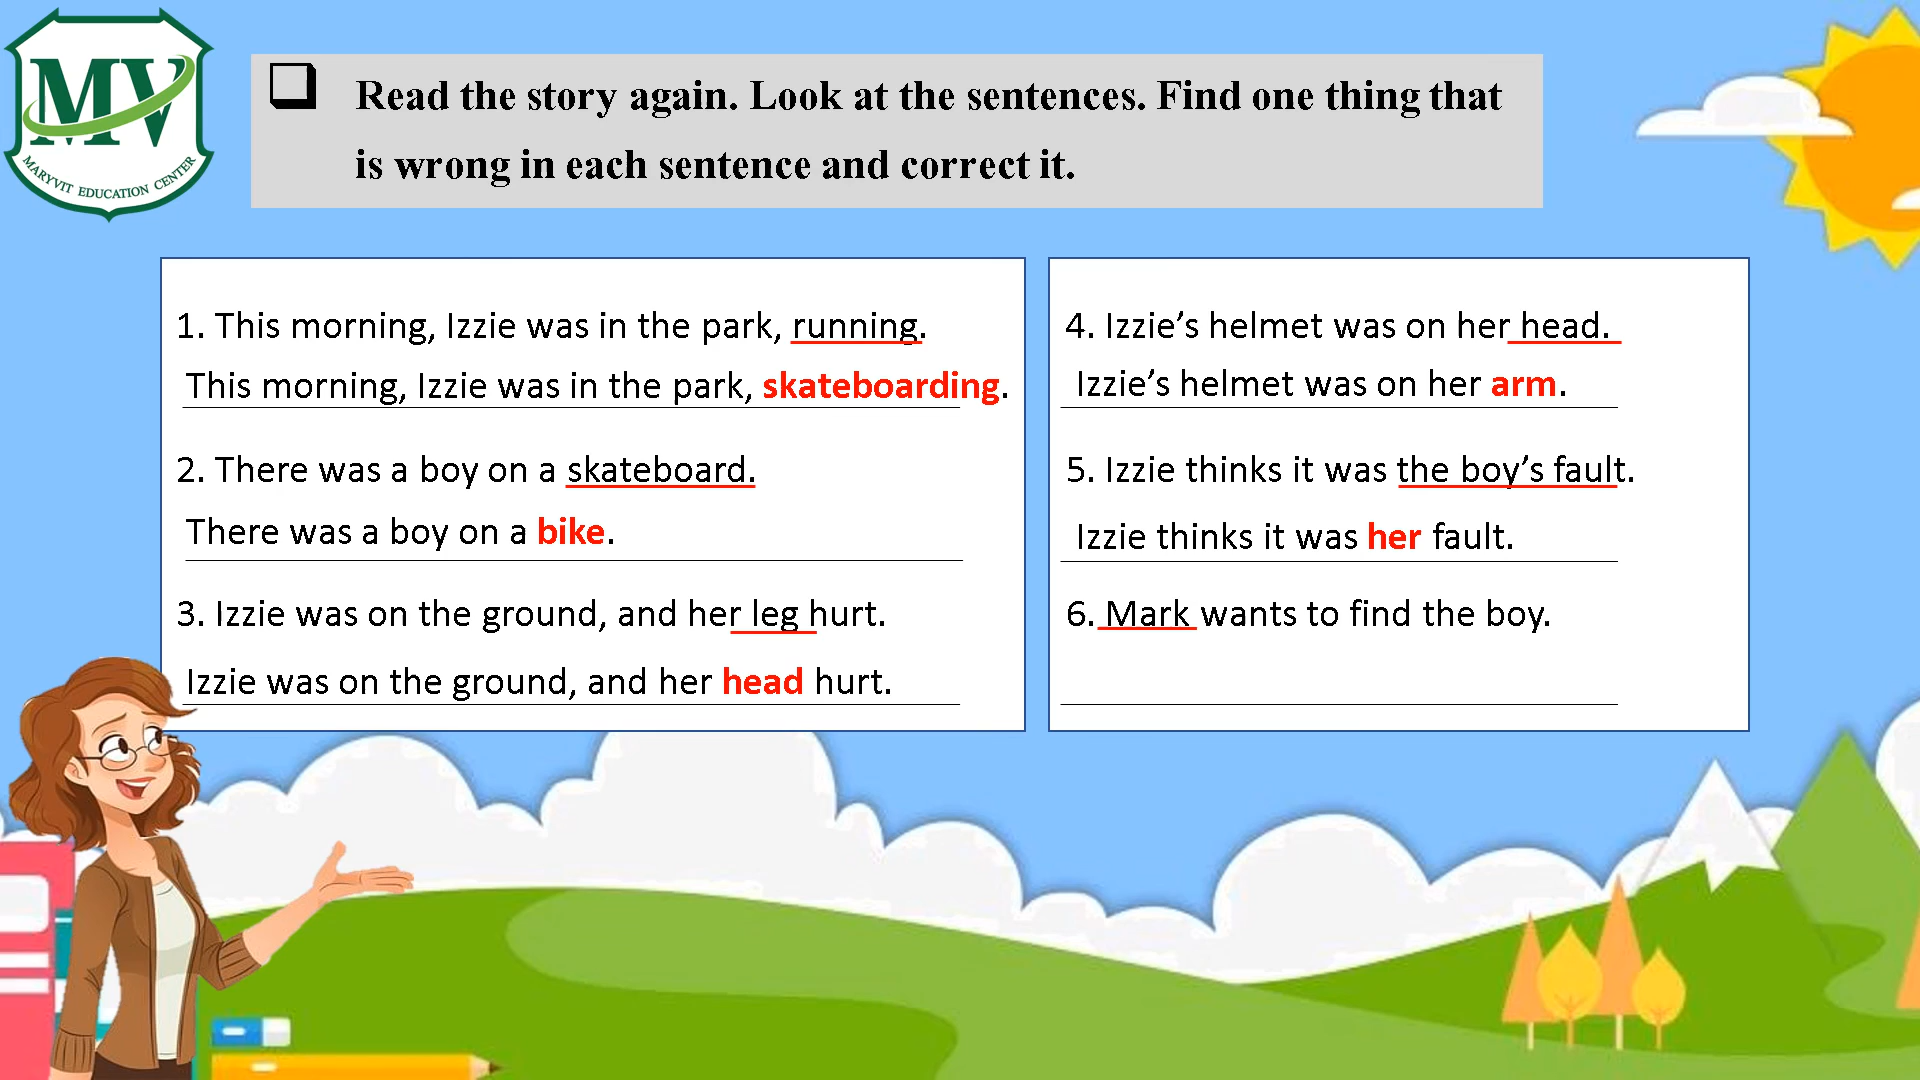 MV
MARYVIT EDUCATION CENTER
Read the story again. Look at the sentences. Find one thing that
is wrong in each sentence and correct it.
1. This morning, Izzie was in the park, running.
This morning, Izzie was in the park, skateboarding.
2. There was a boy on a skateboard.
There was a boy on a bike.
3. Izzie was on the ground, and her leg hurt.
Izzie was on the ground, and her head hurt.
4. Izzie’s helmet was on her head.
Izzie’s helmet was on her arm.
5. Izzie thinks it was the boy’s fault.
Izzie thinks it was her fault.
6. Mark wants to find the boy.